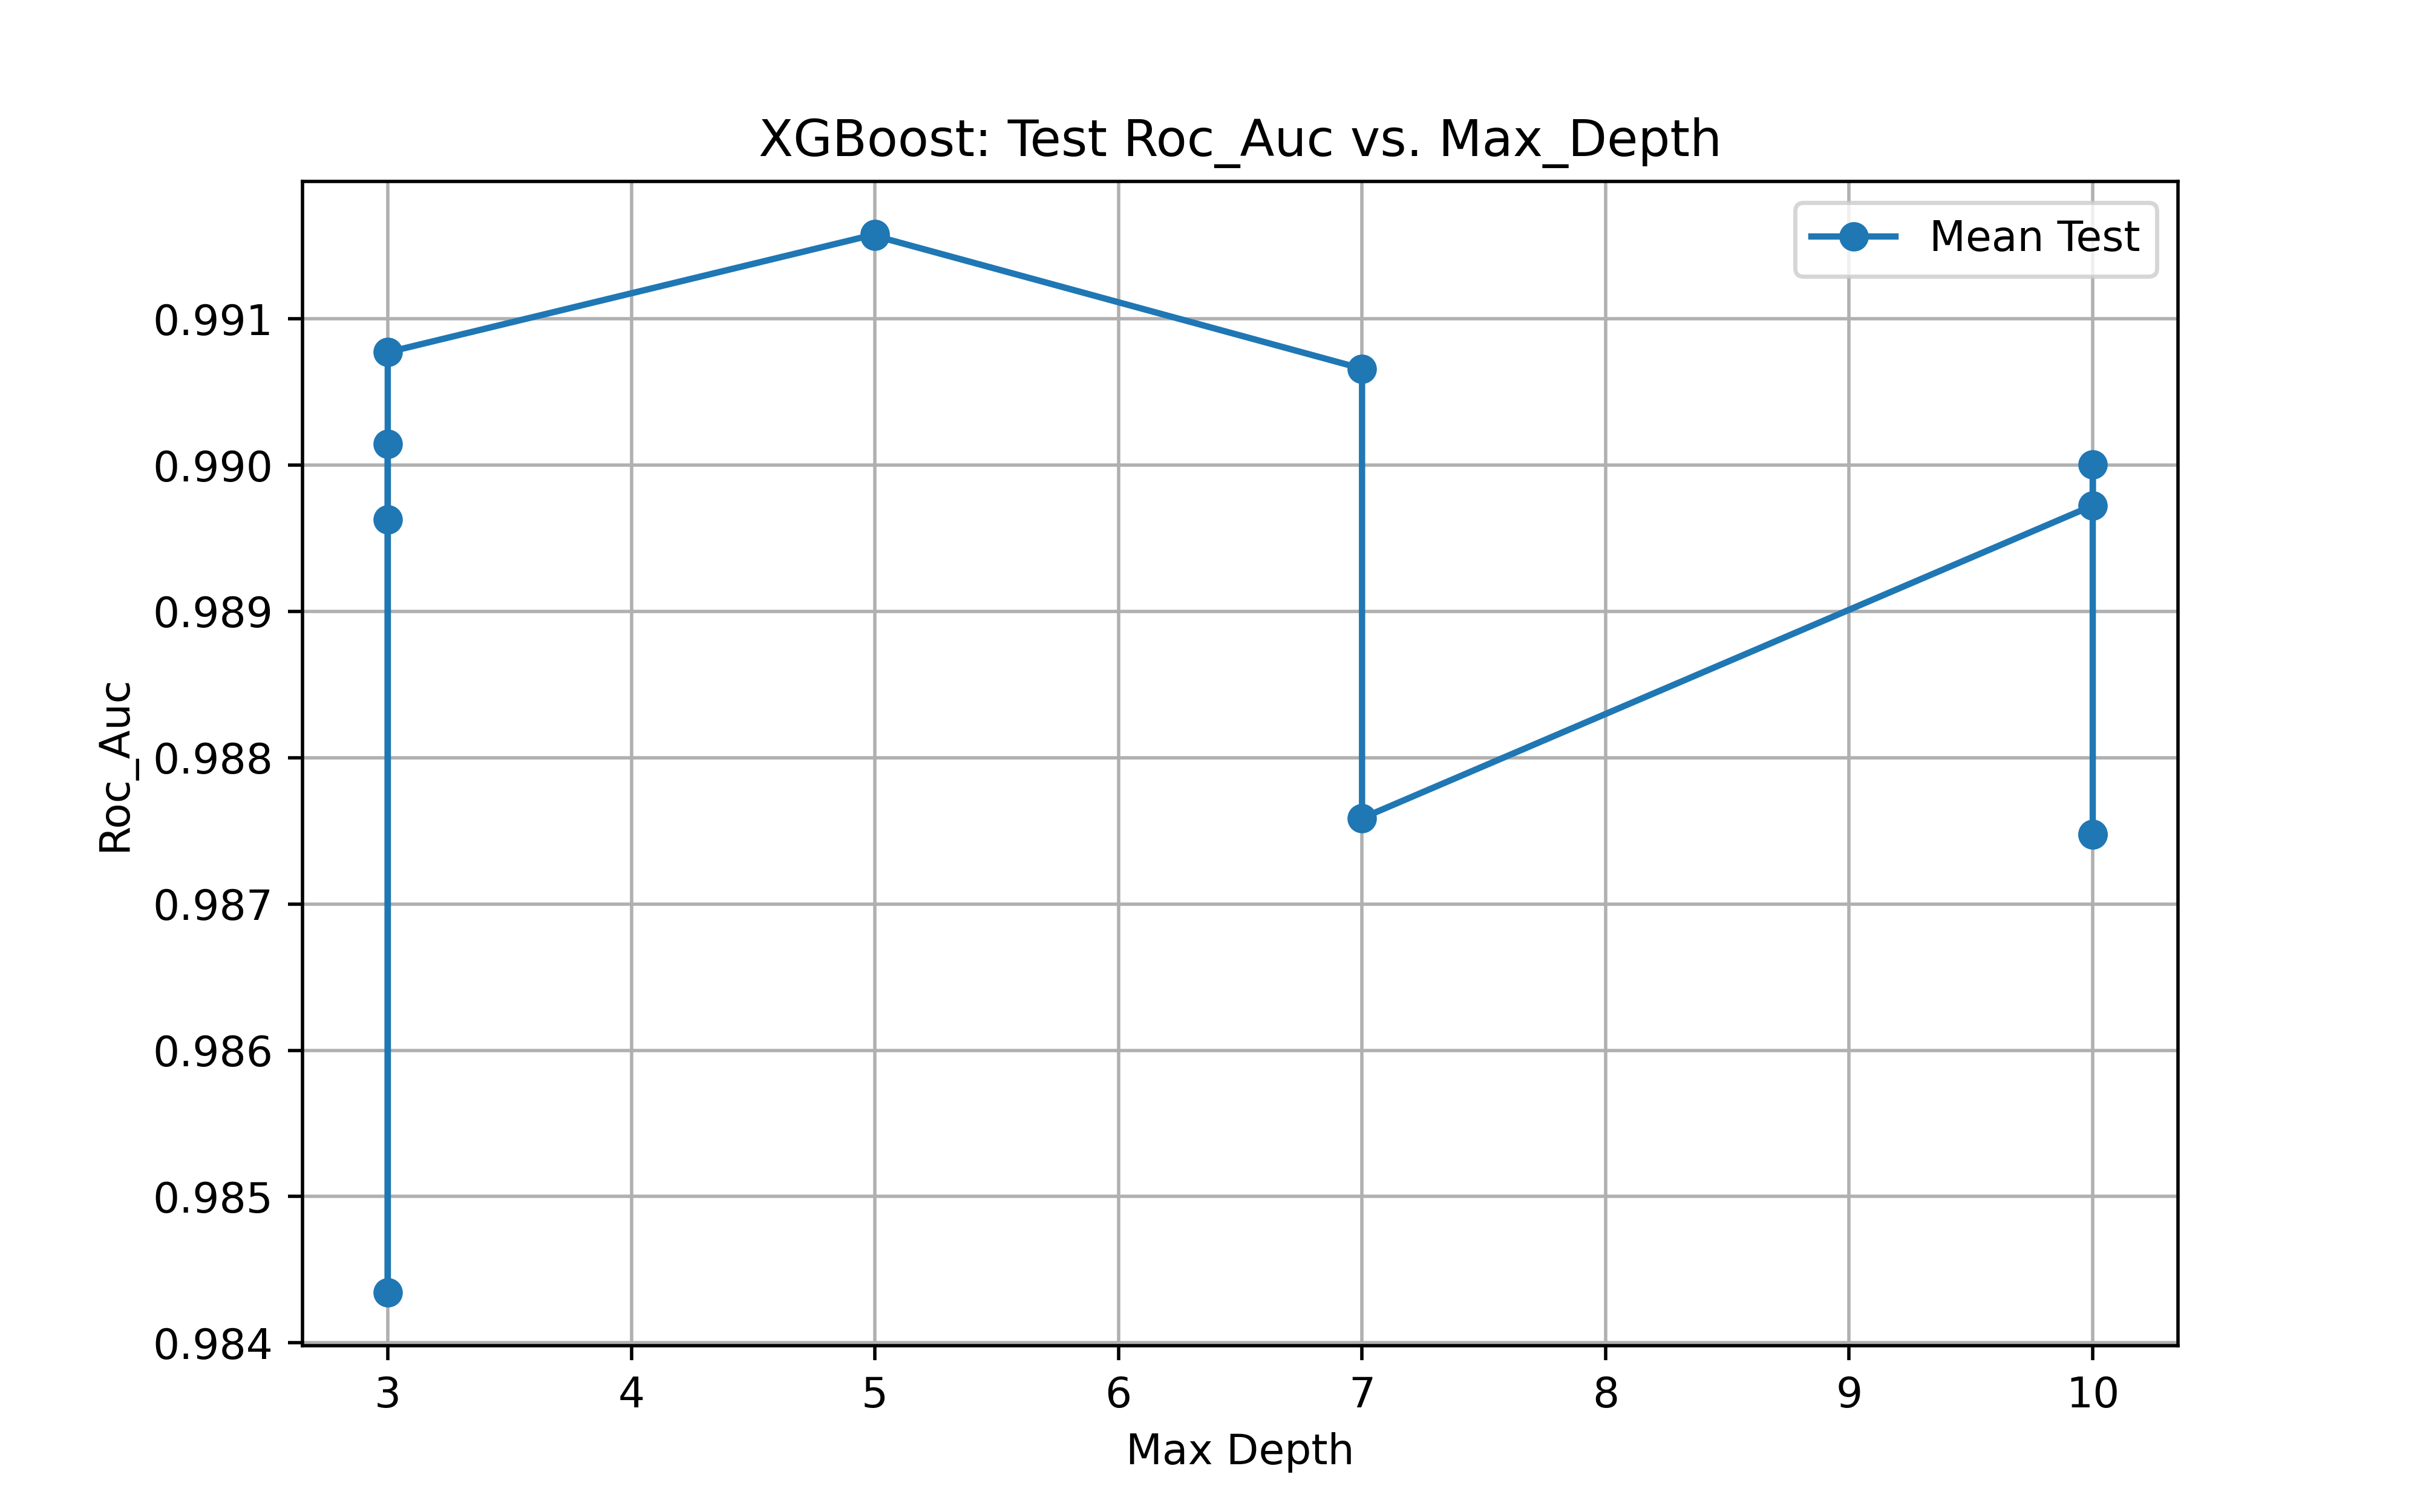 XGBoost: Test Roc_Auc vs. Max_Depth
Mean Test
Roc_Auc
0.991
0.990
0.989
0.988
0.987
0.986
0.985
0.984
3 4 5 6 7 8 9 10
Max Depth